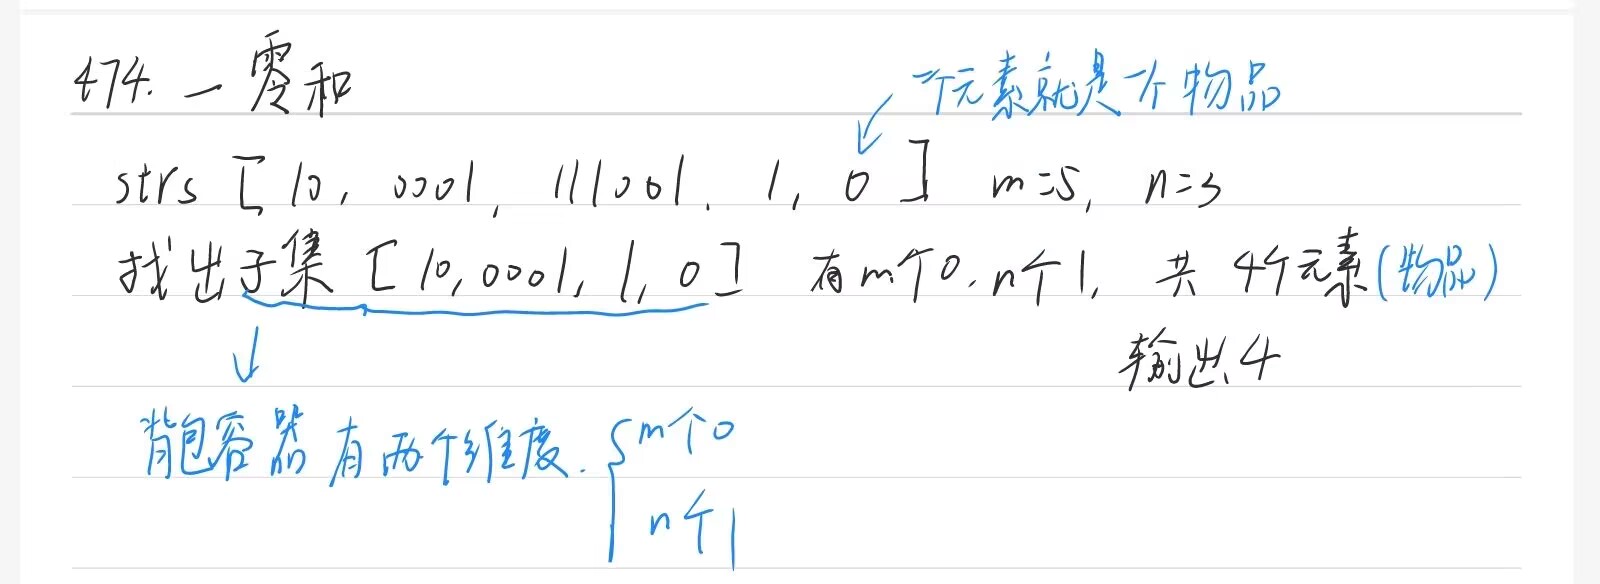 474. 一零和
一个元素就是一个物品
strs [10, 0001, 111001, 1, 0] m=5, n=3
找出子集 [10, 0001, 1, 0] 有m个0, n个1, 共 4个元素(物品)
输出4
背包容器 有两个维度. { m个0
n个1